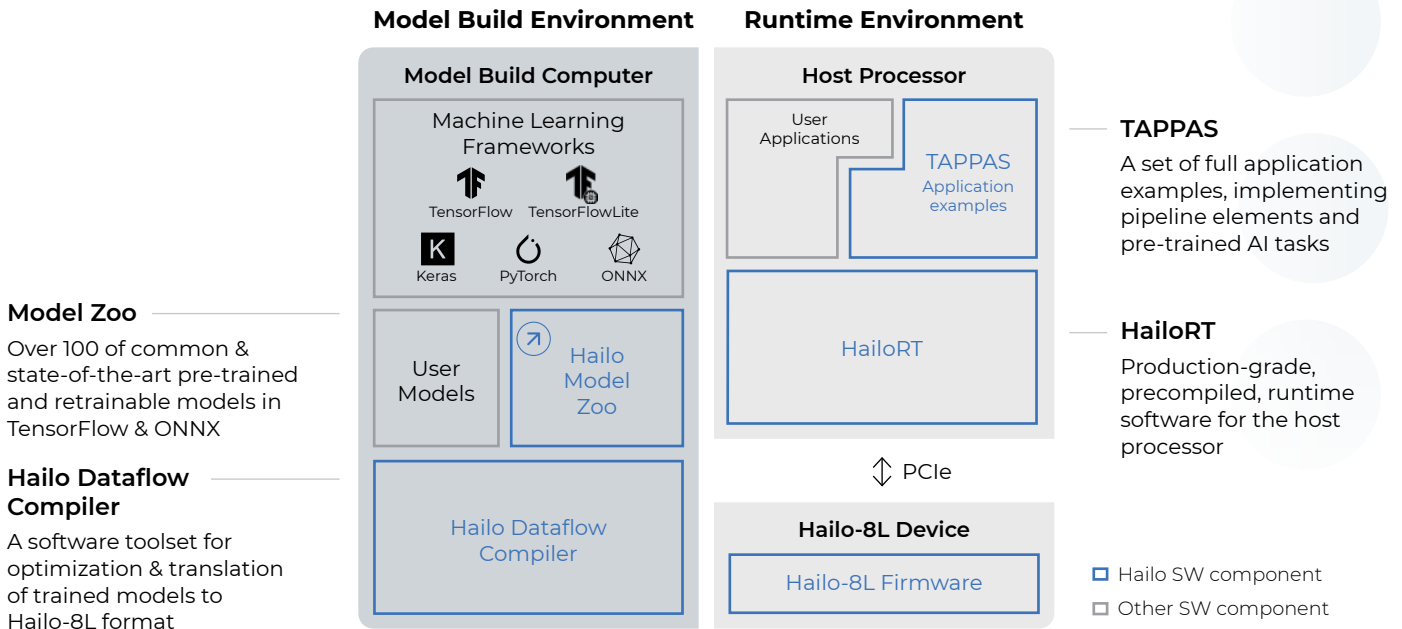 Model Build Environment
Runtime Environment
Model Build Computer
Machine Learning
Frameworks
TensorFlow
TensorFlowLite
K
Keras
PyTorch
ONNX
User
Models
Hailo
Model
Zoo
Hailo Dataflow
Compiler
Host Processor
User
Applications
TAPPAS
Application
examples
HailoRT
PCIe
Hailo-8L Device
Hailo-8L Firmware
Model Zoo
Over 100 of common &
state-of-the-art pre-trained
and retrainable models in
TensorFlow & ONNX
Hailo Dataflow
Compiler
A software toolset for
optimization & translation
of trained models to
Hailo-8L format
TAPPAS
A set of full application
examples, implementing
pipeline elements and
pre-trained AI tasks
HailoRT
Production-grade,
precompiled, runtime
software for the host
processor
Hailo SW component
Other SW component